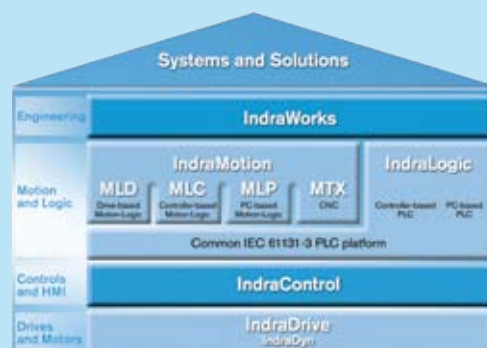 Systems and Solutions
Engineering
IndraWorks
Motion
and Logic
IndraMotion
IndraLogic
MLD
Drive-based
Motion-Logic
MLC
Controller-based
Motion-Logic
MLP
PC-based
Motion-Logic
MTX
CNC
Controller-based
PLC
PC-based
PLC
Common IEC 61131-3 PLC platform
Controls
and HMI
IndraControl
Drives
and Motors
IndraDrive
IndraDyn